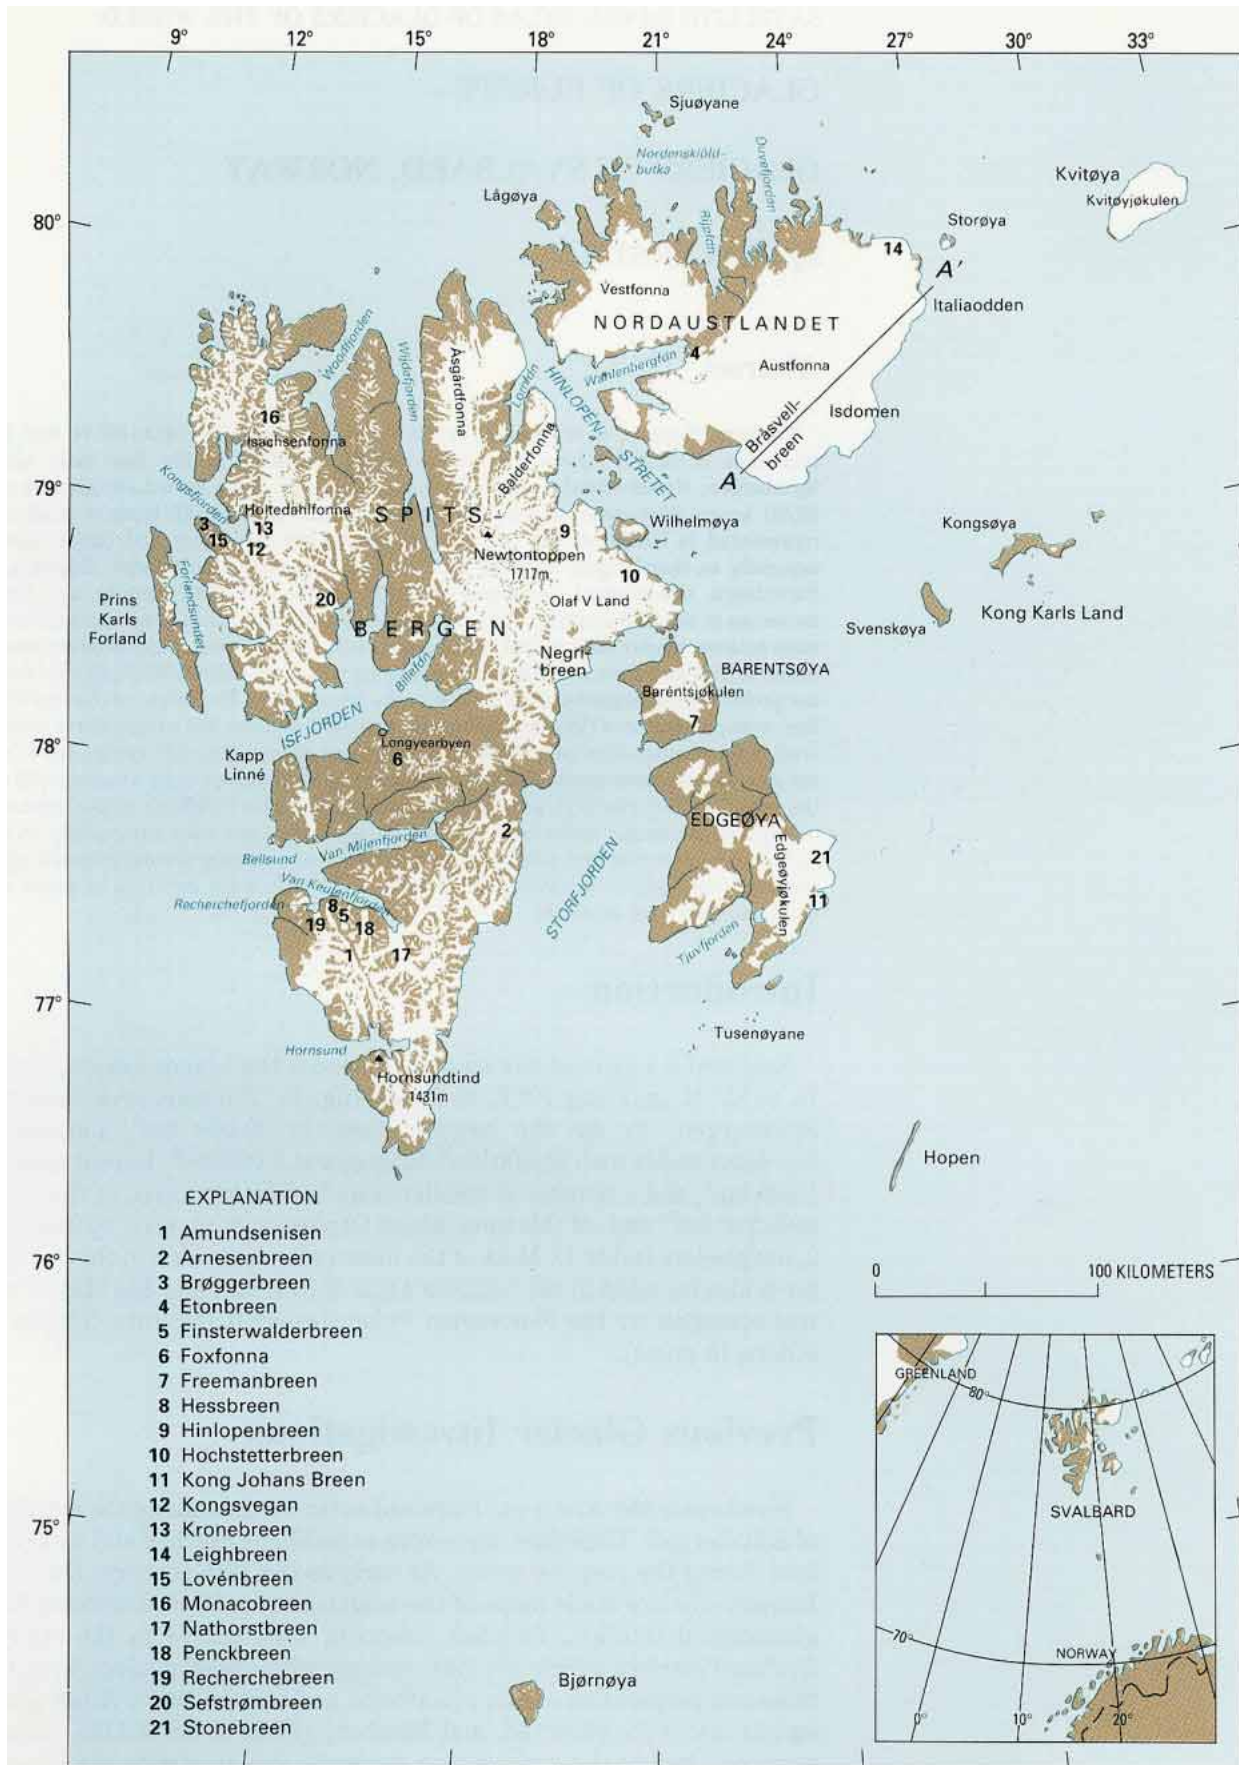 9° 12° 15° 18° 21° 24° 27° 30° 33°
Sjuøyane
Nordenskiöld-
butka
Duvefjorden
Kvitøya
Kvitøyjøkulen
Lågøya
Rijpfdn
Storøya
80°
14
A'
Vestfonna
Italiaodden
NORDAUSTLANDET
Woodfjorden
Wijdefjorden
Åsgårdfonna
Lomfdn
HINLOPEN-
STRETET
Wahlenbergfdn
4
Austfonna
Isdomen
Bråsvell-
breen
A
16
Isachsenfonna
Balderfonna
79°
Kongsfjorden
Holtedahlfonna
SPITS-
BERGEN
3
15
13
12
9
Wilhelmøya
Kongsøya
Newtontoppen
1717m
10
Prins
Karls
Forland
Forlandsundet
20
Olaf V Land
Svenskøya
Kong Karls Land
Negri-
breen
BARENTSØYA
Barentsjøkulen
7
Billefdn
ISFJORDEN
78°
Kapp
Linné
Longyearbyen
6
EDGEØYA
Edgeøyjøkulen
21
11
2
Van Mijenfjorden
Bellsund
Van Keulenfjorden
Recherchefjorden
8
5
19
18
1
17
STORFJORDEN
Tjuvfjorden
77°
Tusenøyane
Hornsund
Hornsundtind
1431m
Hopen
EXPLANATION
1 Amundsenisen
2 Arnesenbreen
3 Brøggerbreen
4 Etonbreen
5 Finsterwalderbreen
6 Foxfonna
7 Freemanbreen
8 Hessbreen
9 Hinlopenbreen
10 Hochstetterbreen
11 Kong Johans Breen
12 Kongsvegan
13 Kronebreen
14 Leighbreen
15 Lovénbreen
16 Monacobreen
17 Nathorstbreen
18 Penckbreen
19 Recherchebreen
20 Sefstrømbreen
21 Stonebreen
76°
75°
0 100 KILOMETERS
GREENLAND
80°
SVALBARD
70°
NORWAY
0° 10° 20°
Bjørnøya